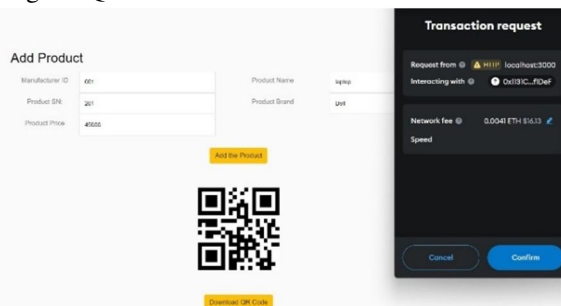 Transaction request
Add Product
Request from HTTP localhost:3000
Manufacturer ID 001 Product Name laptop
Interacting with 0x1191C...f1DeF
Product SN: 201 Product Brand Dell
Product Price
Network fee 0.0041 ETH $16.13
Speed
Add the Product
Cancel Confirm
Download QR Code